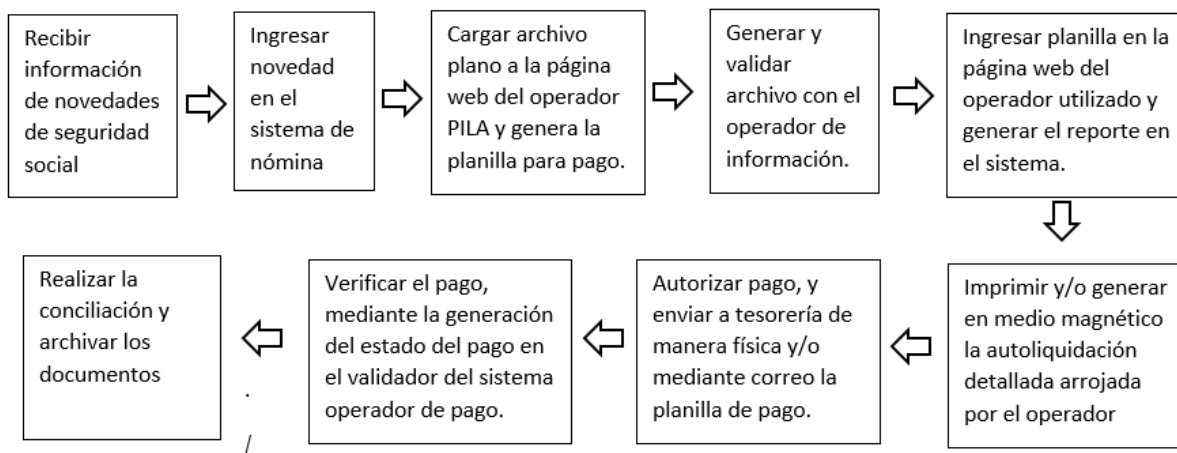 Recibir
información
de novedades
de seguridad
social
Ingresar
novedad
en el
sistema de
nómina
Cargar archivo
plano a la página
web del operador
PILA y genera la
planilla para pago.
Generar y
validar
archivo con el
operador de
información.
Ingresar planilla en la
página web del
operador utilizado y
generar el reporte en
el sistema.
Imprimir y/o generar
en medio magnético
la autoliquidación
detallada arrojada
por el operador
Autorizar pago, y
enviar a tesorería de
manera física y/o
mediante correo la
planilla de pago.
Verificar el pago,
mediante la generación
del estado del pago en
el validador del sistema
operador de pago.
Realizar la
conciliación y
archivar los
documentos
.
/